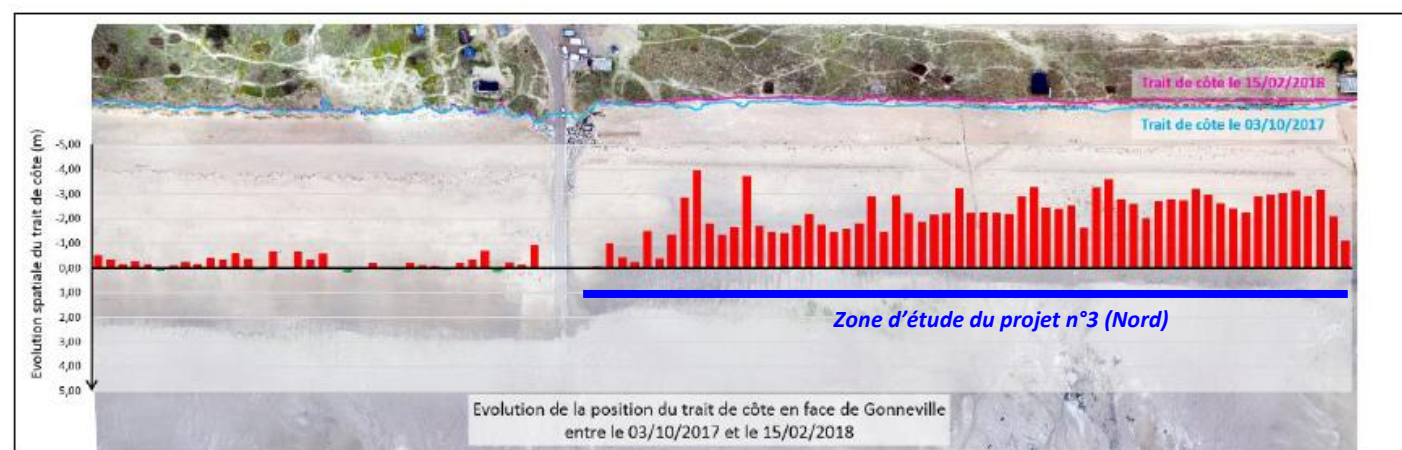 Trait de côte le 15/02/2018
Trait de côte le 03/10/2017
Evolution spatiale du trait de côte (m)
-5,00
-4,00
-3,00
-2,00
-1,00
0,00
1,00
2,00
3,00
4,00
5,00
Zone d'étude du projet n°3 (Nord)
Evolution de la position du trait de côte en face de Gonneville
entre le 03/10/2017 et le 15/02/2018